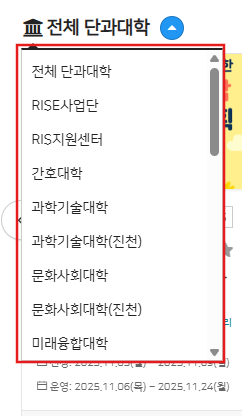 전체 단과대학
전체 단과대학
RISE사업단
RIS지원센터
간호대학
과학기술대학
과학기술대학(진천)
문화사회대학
문화사회대학(진천)
미래융합대학
운영: 2025.11.06(목) ~ 2025.11.24(월)